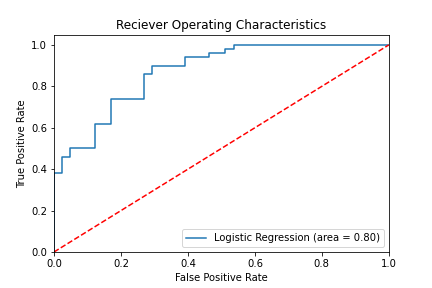 Reciever Operating Characteristics
1.0
0.8
0.6
0.4
0.2
0.0
True Positive Rate
Logistic Regression (area = 0.80)
0.0 0.2 0.4 0.6 0.8 1.0
False Positive Rate